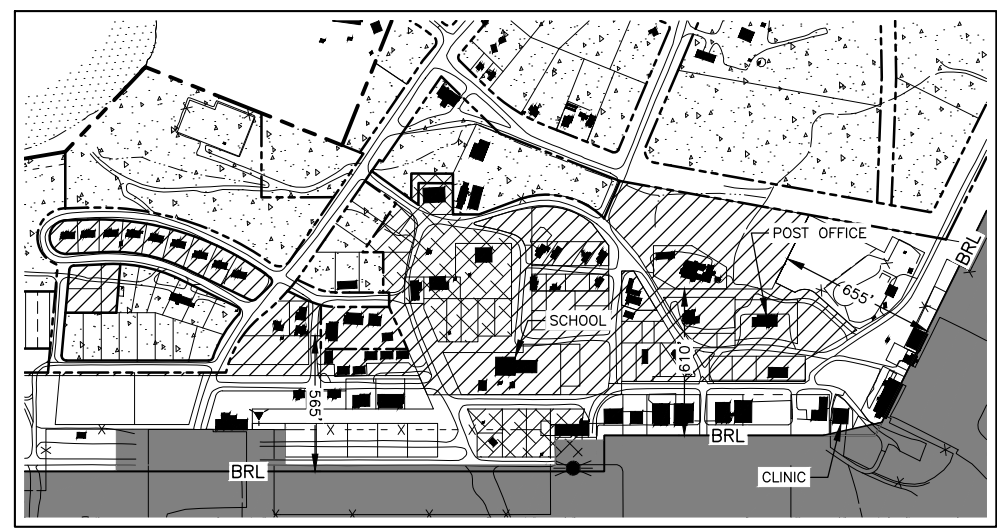 BRL
POST OFFICE
655'
SCHOOL
610'
565'
BRL
BRL
CLINIC